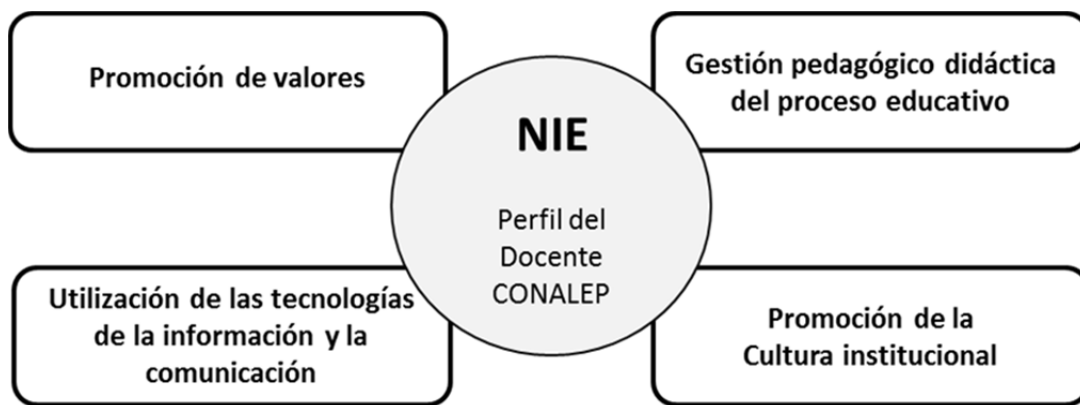 Promoción de valores
Gestión pedagógico didáctica
del proceso educativo
NIE
Perfil del
Docente
CONALEP
Utilización de las tecnologías
de la información y la
comunicación
Promoción de la
Cultura institucional